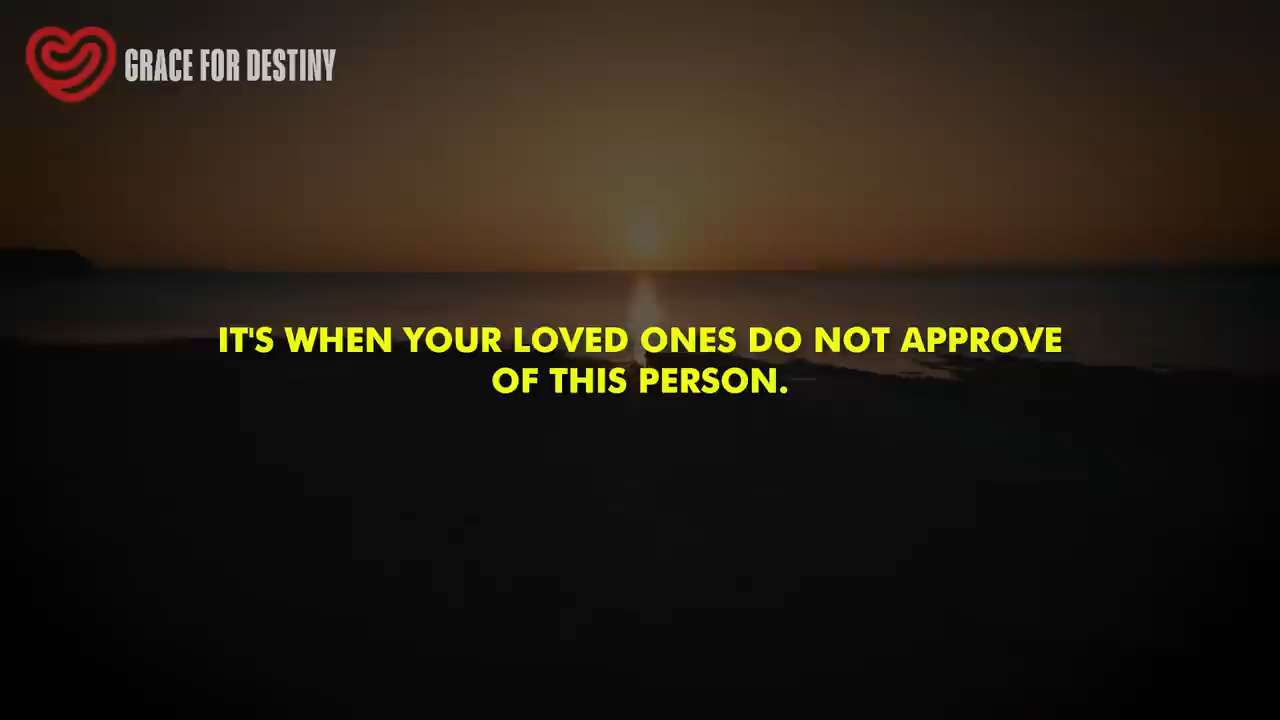 GRACE FOR DESTINY
IT'S WHEN YOUR LOVED ONES DO NOT APPROVE
OF THIS PERSON.